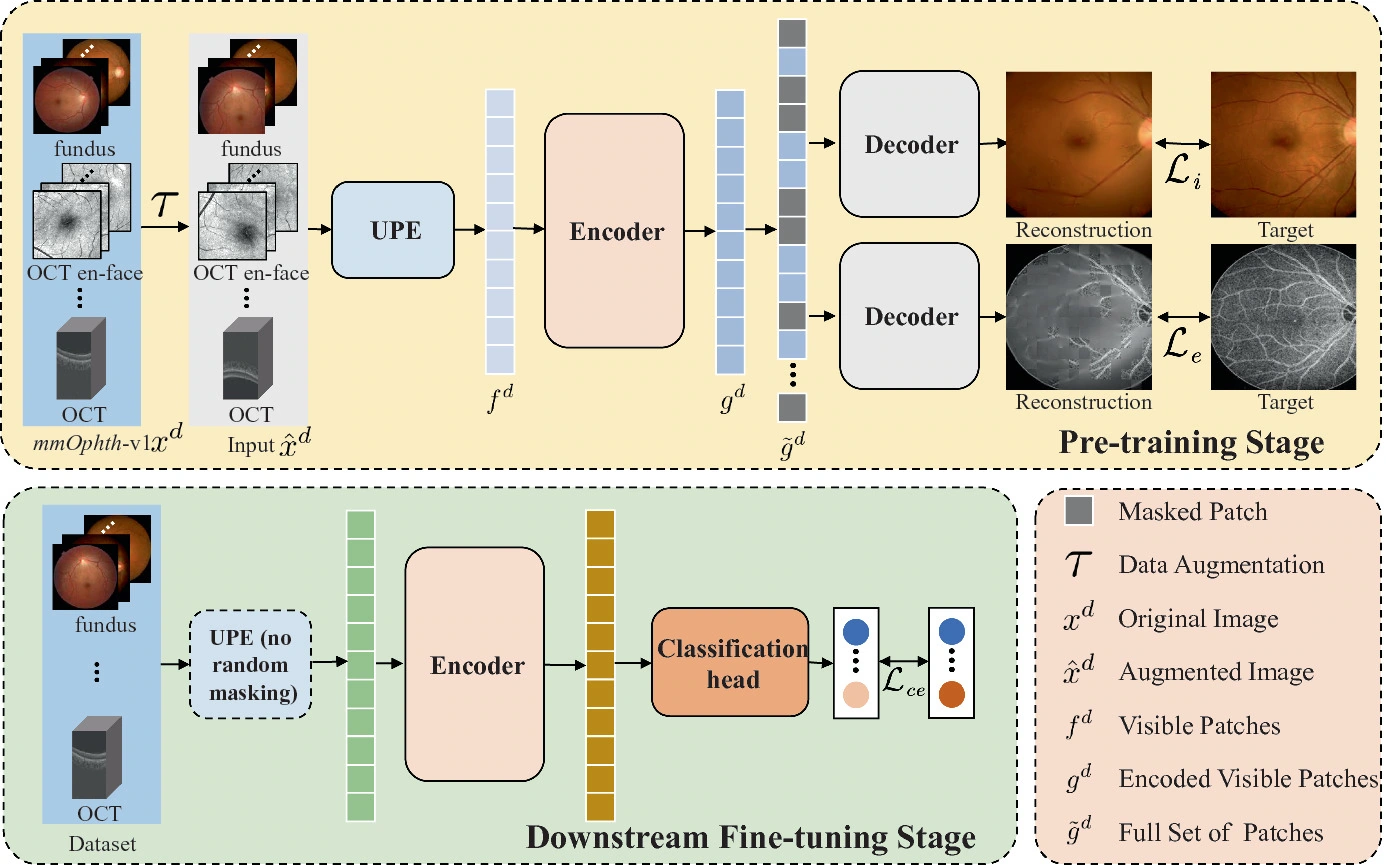 fundus
OCT en-face
OCT
mmOphth-v1 x^d
τ
fundus
OCT en-face
OCT
Input x̂^d
UPE
f^d
Encoder
g^d
g̃^d
Decoder
Decoder
Reconstruction
ℒ_i
Target
Reconstruction
ℒ_e
Target
Pre-training Stage
fundus
OCT
Dataset
UPE (no
random
masking)
Encoder
Classification
head
ℒ_ce
Downstream Fine-tuning Stage
Masked Patch
τ Data Augmentation
x^d Original Image
x̂^d Augmented Image
f^d Visible Patches
g^d Encoded Visible Patches
g̃^d Full Set of Patches